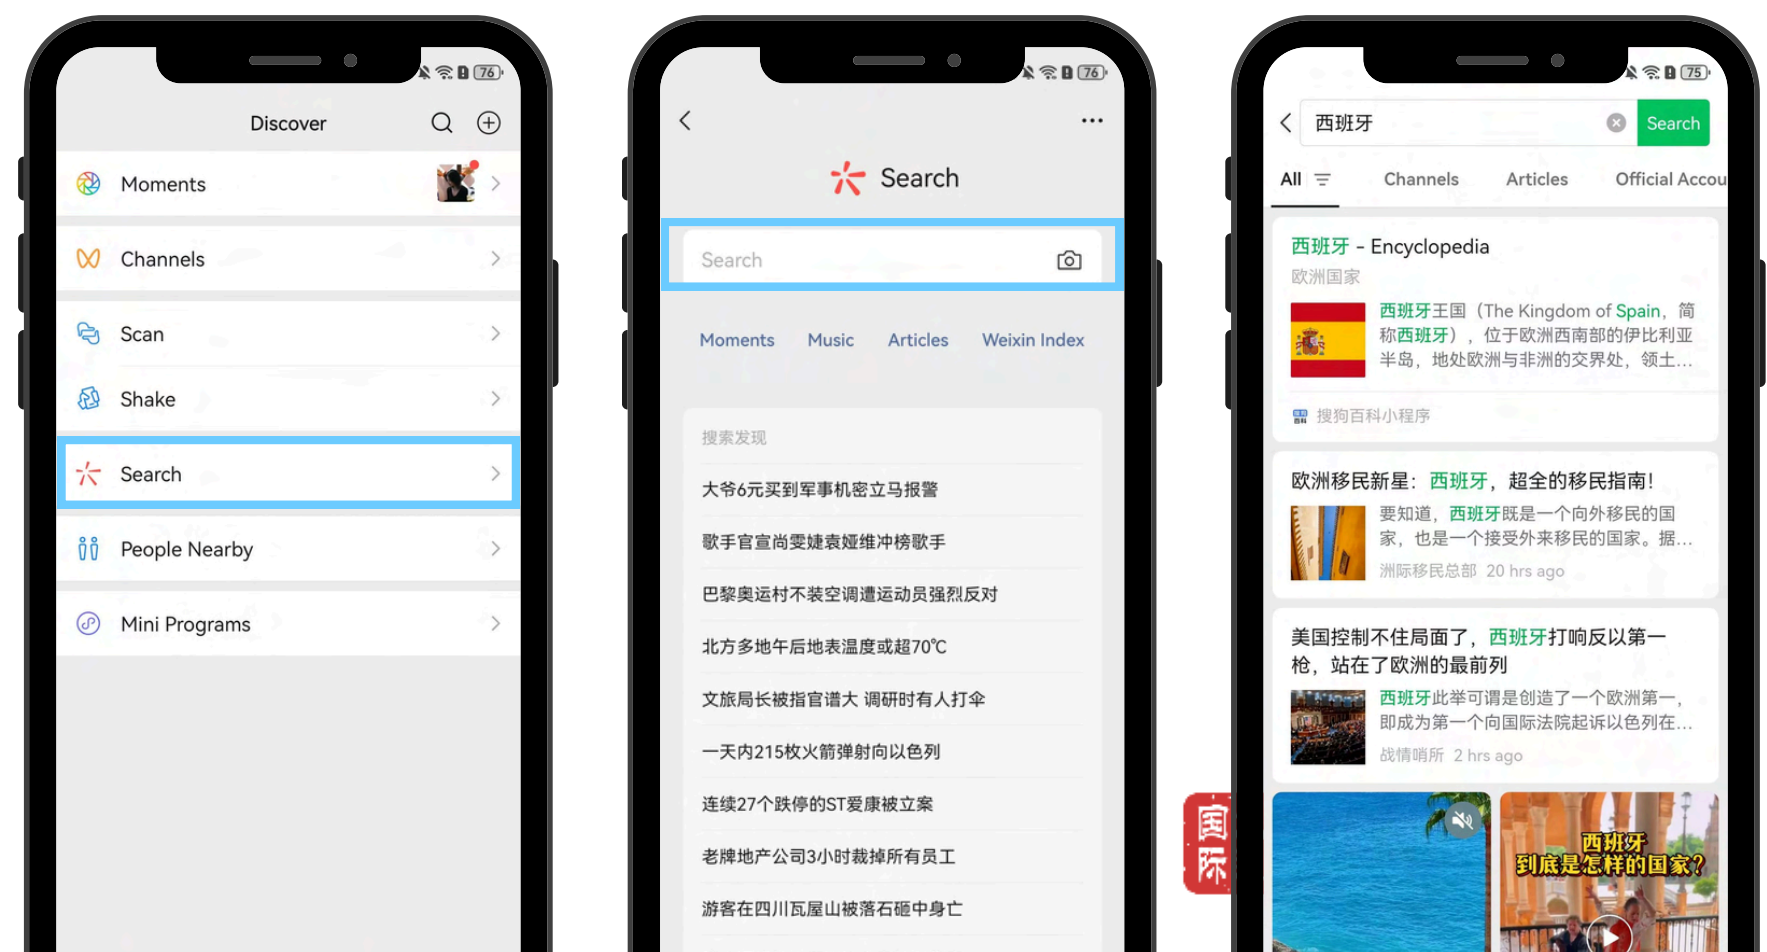 76
Discover
Moments
Channels
Scan
Shake
Search
People Nearby
Mini Programs
76
Search
Search
Moments Music Articles Weixin Index
搜索发现
大爷6元买到军事机密立马报警
歌手官宣尚雯婕袁娅维冲榜歌手
巴黎奥运村不装空调遭运动员强烈反对
北方多地午后地表温度或超70℃
文旅局长被指官谱大 调研时有人打伞
一天内215枚火箭弹射向以色列
连续27个跌停的ST爱康被立案
老牌地产公司3小时裁掉所有员工
游客在四川瓦屋山被落石砸中身亡
国际
75
西班牙 Search
All Channels Articles Official Accou
西班牙 - Encyclopedia
欧洲国家
西班牙王国（The Kingdom of Spain，简
称西班牙），位于欧洲西南部的伊比利亚
半岛，地处欧洲与非洲的交界处，领土...
搜狗百科小程序
欧洲移民新星：西班牙，超全的移民指南！
要知道，西班牙既是一个向外移民的国
家，也是一个接受外来移民的国家。据...
洲际移民总部 20 hrs ago
美国控制不住局面了，西班牙打响反以第一
枪，站在了欧洲的最前列
西班牙此举可谓是创造了一个欧洲第一，
即成为第一个向国际法院起诉以色列在...
战情哨所 2 hrs ago
西班牙
到底是怎样的国家？